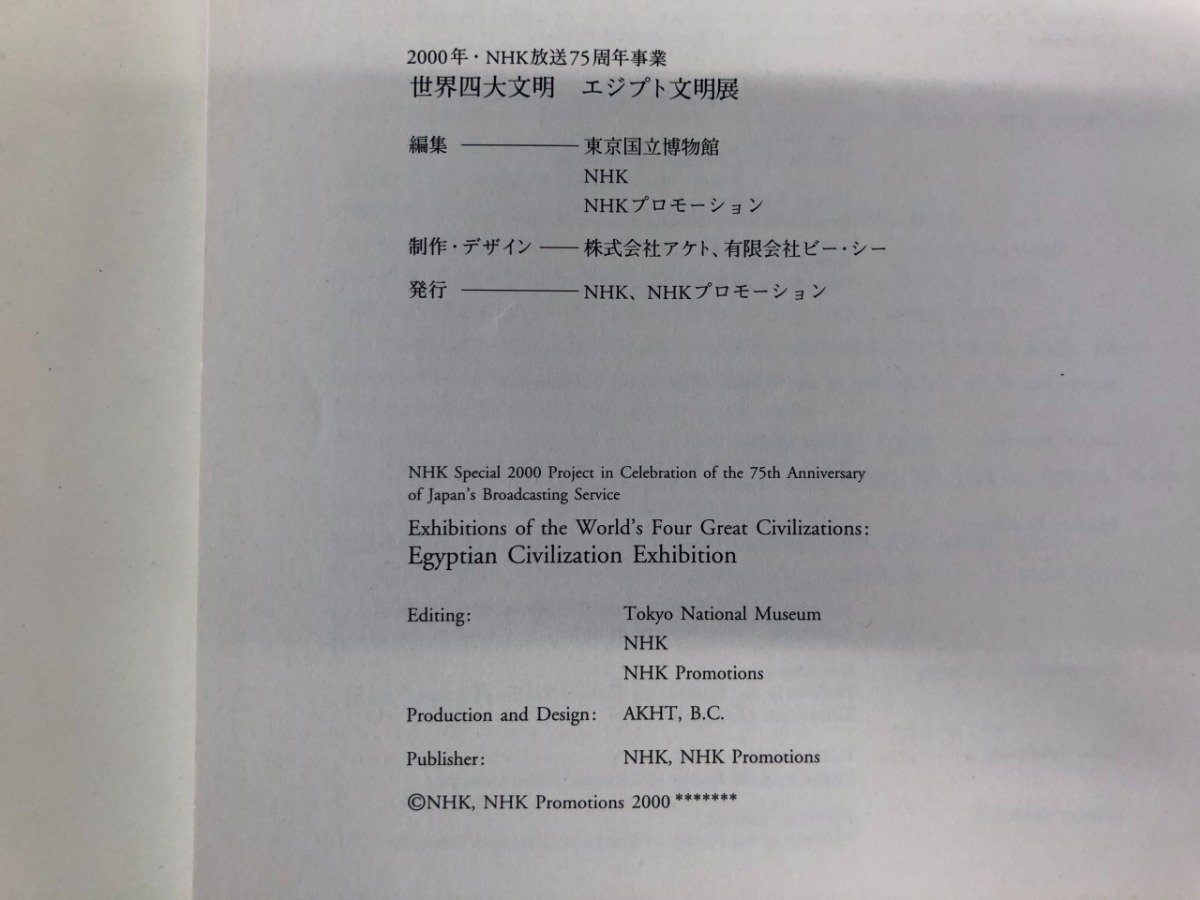 2000年・NHK放送75周年事業
世界四大文明　エジプト文明展
編集 ――― 東京国立博物館
NHK
NHKプロモーション
制作・デザイン ― 株式会社アケト、有限会社ビー・シー
発行 ――― NHK、NHKプロモーション
NHK Special 2000 Project in Celebration of the 75th Anniversary
of Japan's Broadcasting Service
Exhibitions of the World's Four Great Civilizations:
Egyptian Civilization Exhibition
Editing: Tokyo National Museum
NHK
NHK Promotions
Production and Design: AKHT, B.C.
Publisher: NHK, NHK Promotions
©NHK, NHK Promotions 2000 *******